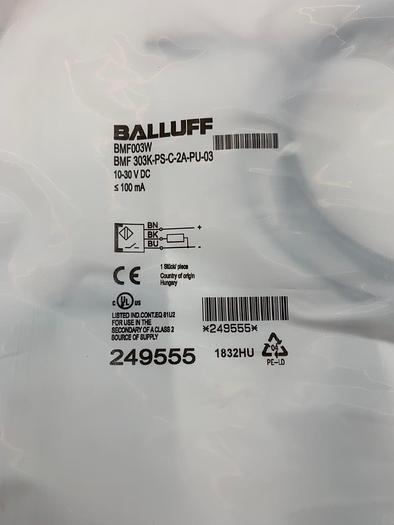 BALLUFF
BMF003W
BMF 303K-PS-C-2A-PU-03
10-30 V DC
≤ 100 mA
BN +
BK
BU -
CE
1 Stück/ piece
Country of origin
Hungary
C UL US
LISTED IND.CONT.EQ 81U2
FOR USE IN THE
SECONDARY OF A CLASS 2
SOURCE OF SUPPLY
*249555*
249555
1832HU
04
PE-LD